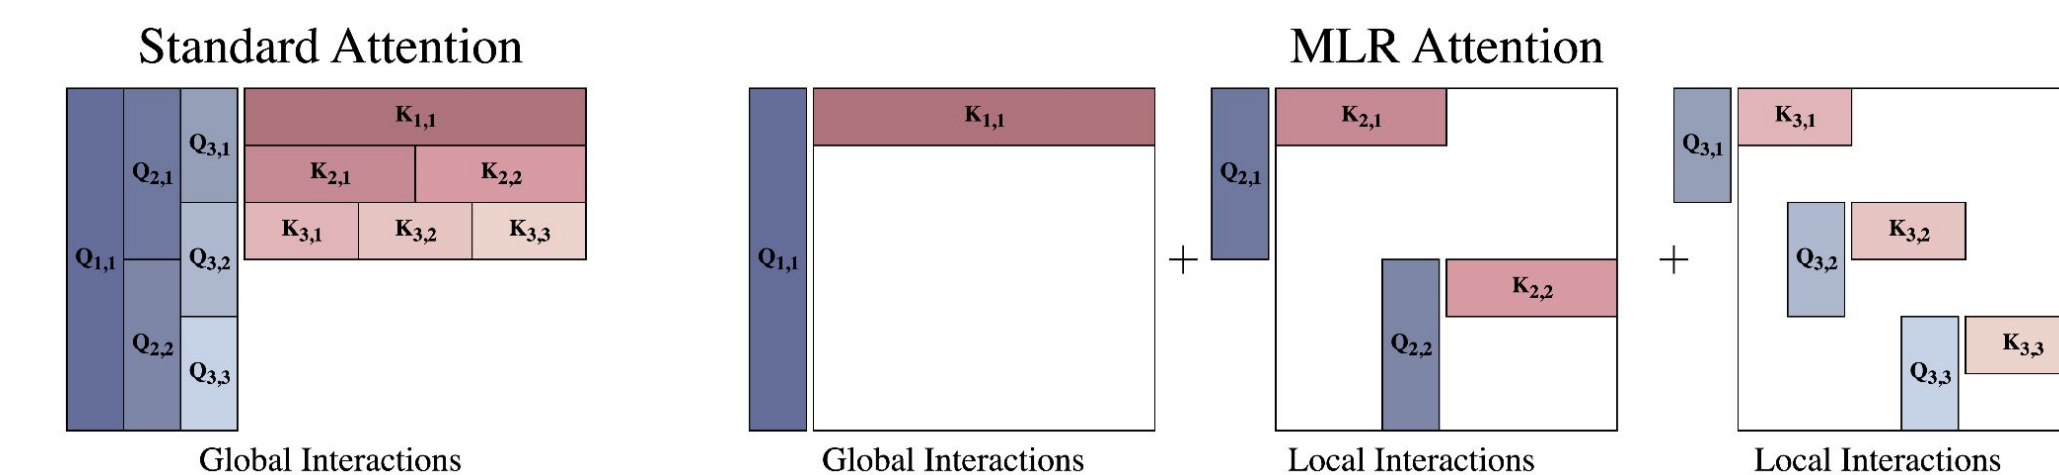 Standard Attention
Q1,1
Q2,1
Q2,2
Q3,1
Q3,2
Q3,3
K1,1
K2,1
K2,2
K3,1
K3,2
K3,3
Global Interactions
MLR Attention
Q1,1
K1,1
Global Interactions
+
Q2,1
K2,1
Q2,2
K2,2
Local Interactions
+
Q3,1
K3,1
Q3,2
K3,2
Q3,3
K3,3
Local Interactions